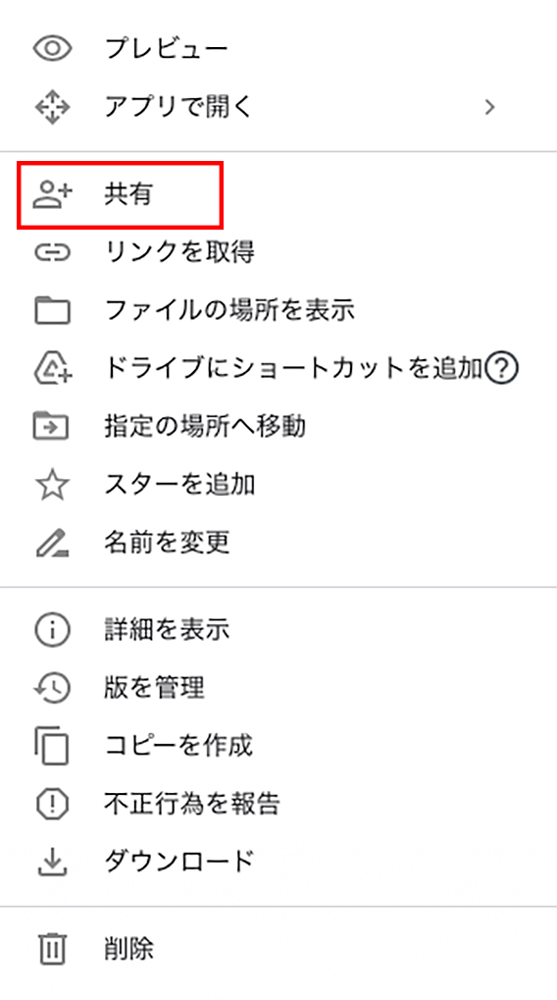 プレビュー
アプリで開く
共有
リンクを取得
ファイルの場所を表示
ドライブにショートカットを追加?
指定の場所へ移動
スターを追加
名前を変更
詳細を表示
版を管理
コピーを作成
不正行為を報告
ダウンロード
削除